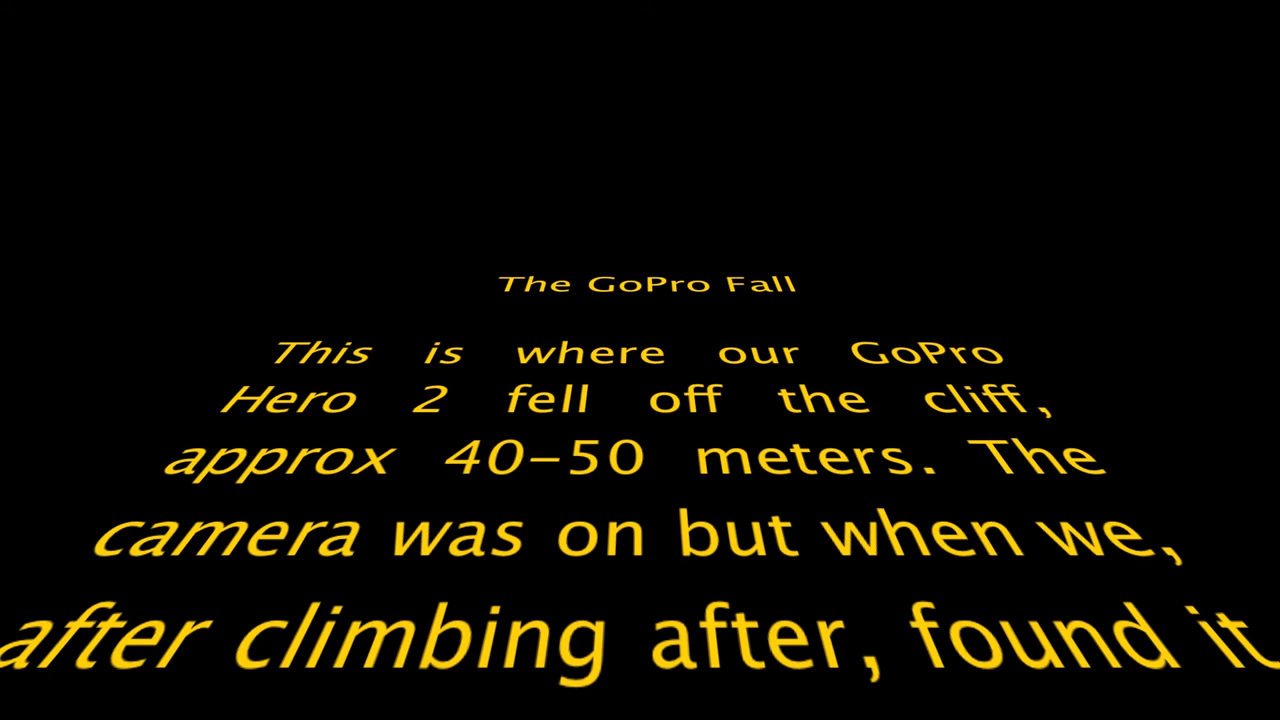 The GoPro Fall
This is where our GoPro
Hero 2 fell off the cliff,
approx 40–50 meters. The
camera was on but when we,
after climbing after, found it